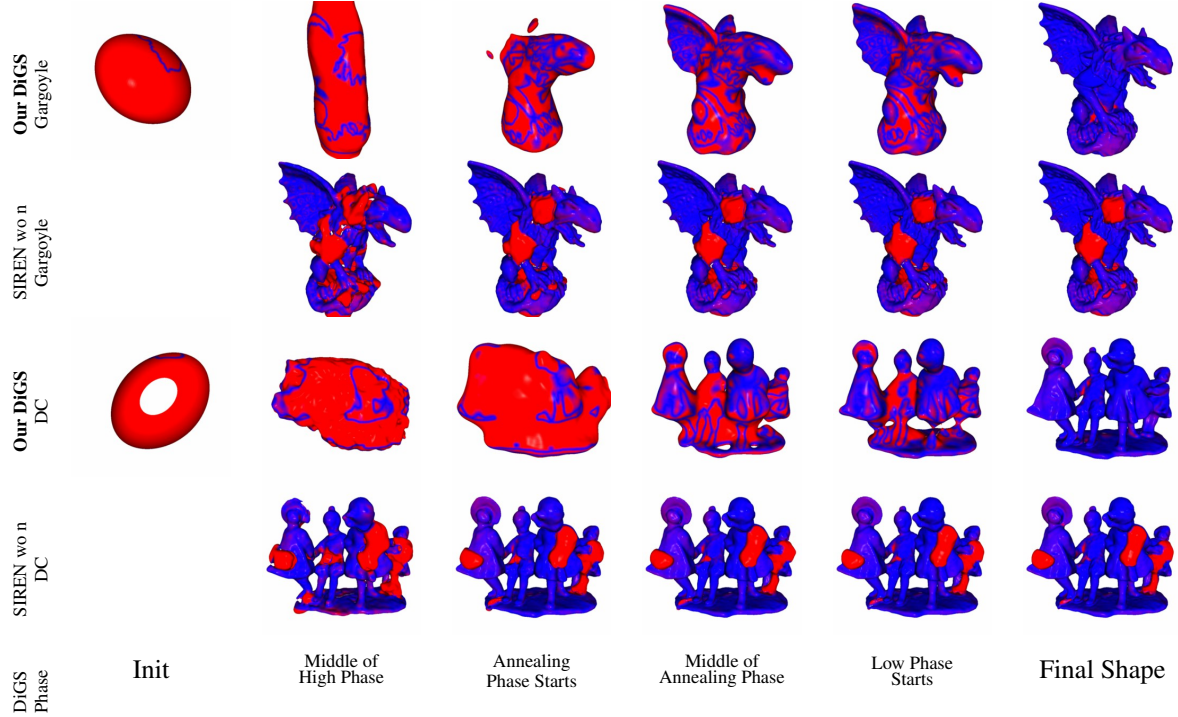 Our DiGS
Gargoyle
SIREN wo n
Gargoyle
Our DiGS
DC
SIREN wo n
DC
DiGS
Phase
Init
Middle of
High Phase
Annealing
Phase Starts
Middle of
Annealing Phase
Low Phase
Starts
Final Shape